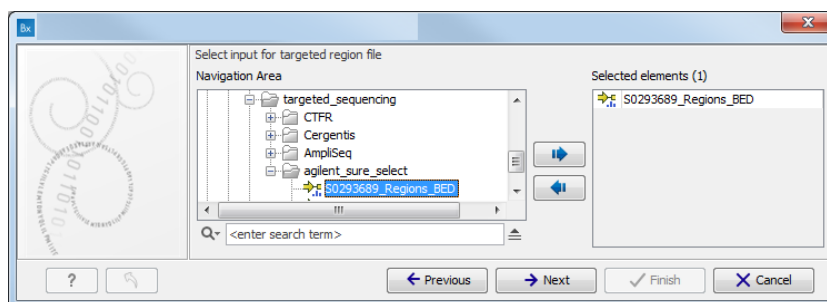 Bx
Select input for targeted region file
Navigation Area
targeted_sequencing
CTFR
Cergentis
AmpliSeq
agilent_sure_select
S0293689_Regions_BED
<enter search term>
Selected elements (1)
S0293689_Regions_BED
?
Previous
Next
Finish
Cancel